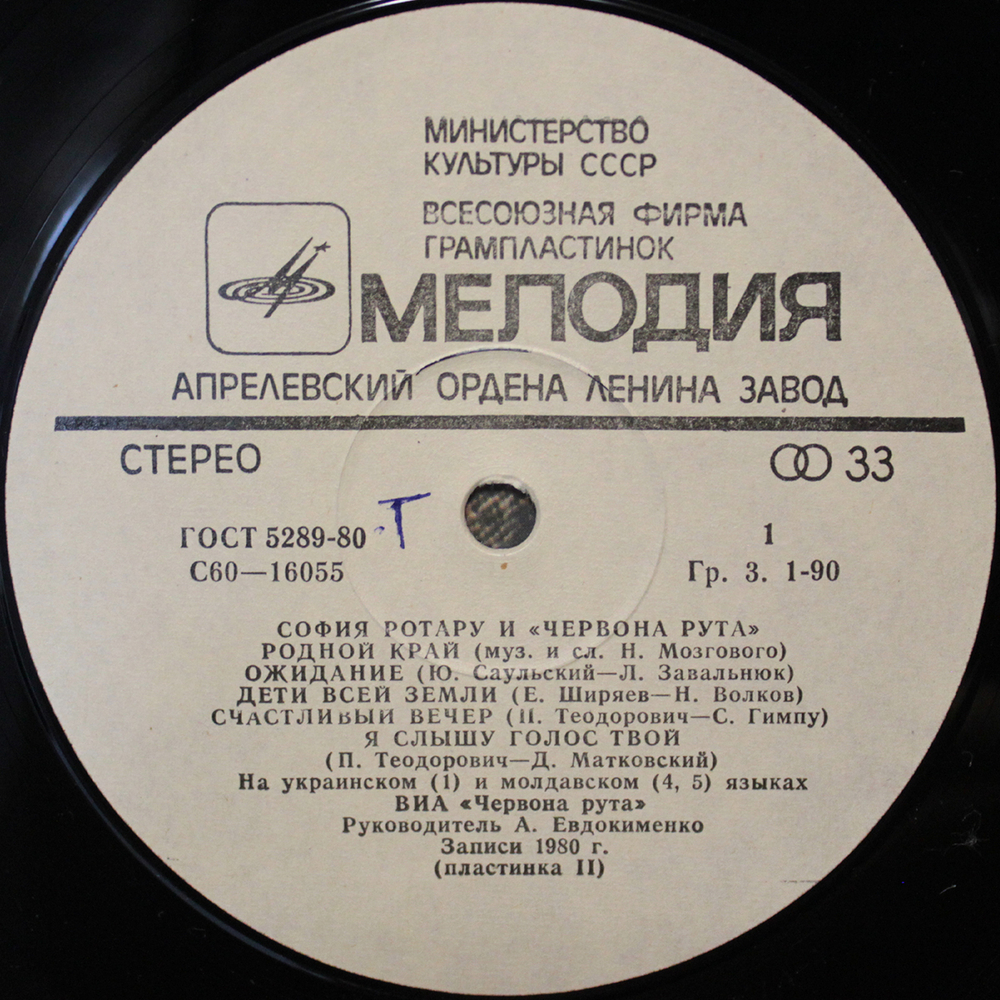 МИНИСТЕРСТВО
КУЛЬТУРЫ СССР
ВСЕСОЮЗНАЯ ФИРМА
ГРАМПЛАСТИНОК
МЕЛОДИЯ
АПРЕЛЕВСКИЙ ОРДЕНА ЛЕНИНА ЗАВОД
СТЕРЕО
33
ГОСТ 5289-80 Т
1
С60—16055
Гр. 3. 1-90
СОФИЯ РОТАРУ И «ЧЕРВОНА РУТА»
РОДНОЙ КРАЙ (муз. и сл. Н. Мозгового)
ОЖИДАНИЕ (Ю. Саульский—Л. Завальнюк)
ДЕТИ ВСЕЙ ЗЕМЛИ (Е. Ширяев—Н. Волков)
СЧАСТЛИВЫЙ ВЕЧЕР (П. Теодорович—С. Гимпу)
Я СЛЫШУ ГОЛОС ТВОЙ
(П. Теодорович—Д. Матковский)
На украинском (1) и молдавском (4, 5) языках
ВИА «Червона рута»
Руководитель А. Евдокименко
Записи 1980 г.
(пластинка II)